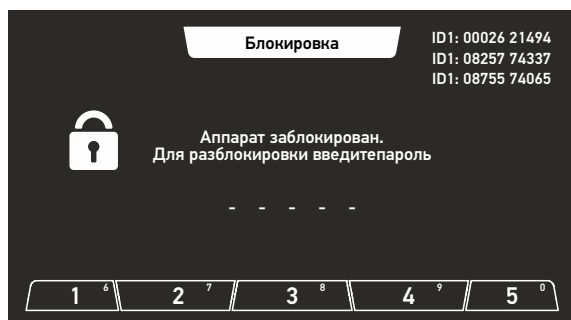 Блокировка
ID1: 00026 21494
ID1: 08257 74337
ID1: 08755 74065
Аппарат заблокирован.
Для разблокировки введитепароль
- - - - -
1 6 2 7 3 8 4 9 5 0